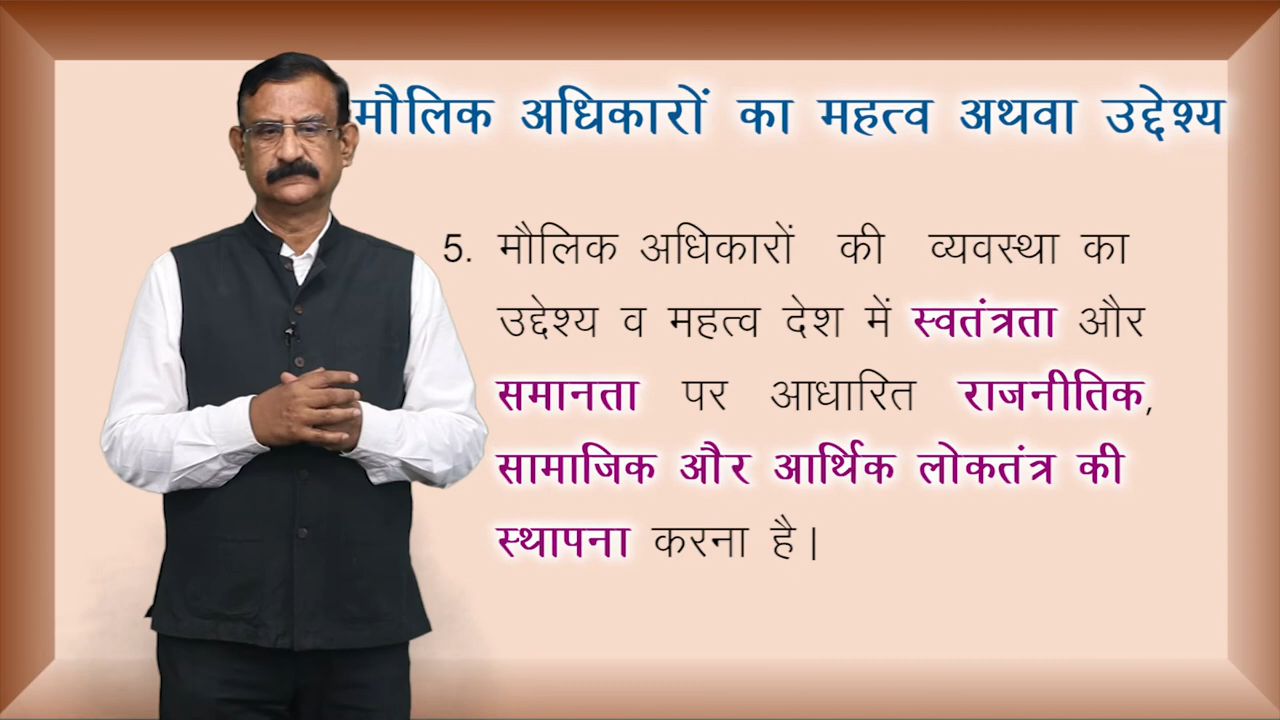 मौलिक अधिकारों का महत्व अथवा उद्देश्य
5. मौलिक अधिकारों की व्यवस्था का
उद्देश्य व महत्व देश में स्वतंत्रता और
समानता पर आधारित राजनीतिक,
सामाजिक और आर्थिक लोकतंत्र की
स्थापना करना है।